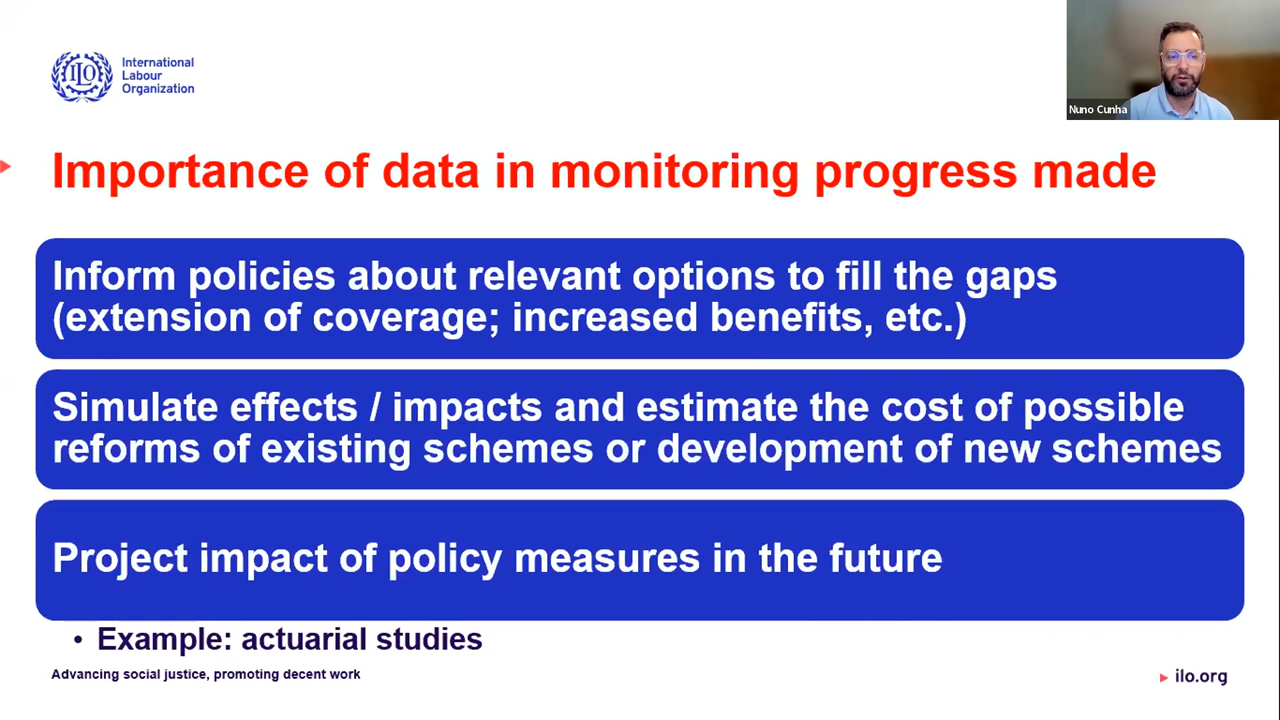 International
Labour
Organization
ILO
Nuno Cunha
Importance of data in monitoring progress made
Inform policies about relevant options to fill the gaps
(extension of coverage; increased benefits, etc.)
Simulate effects / impacts and estimate the cost of possible
reforms of existing schemes or development of new schemes
Project impact of policy measures in the future
• Example: actuarial studies
Advancing social justice, promoting decent work
ilo.org